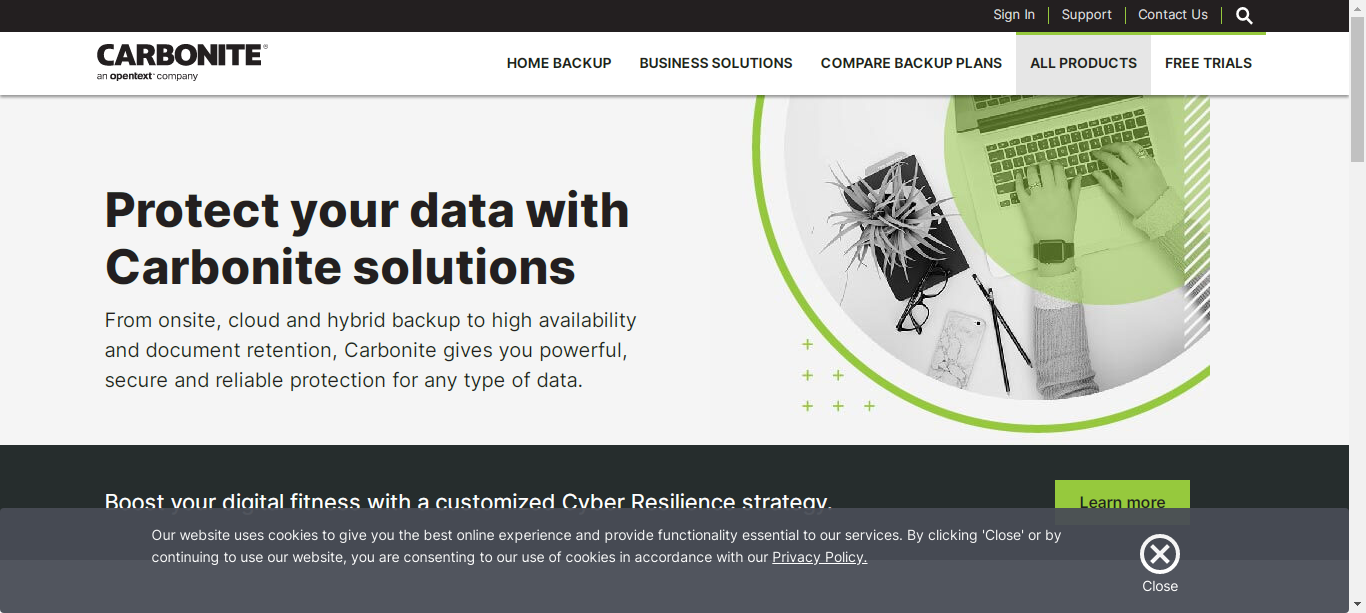 Sign In
Support
Contact Us
CARBONITE®
an opentext™ company
HOME BACKUP
BUSINESS SOLUTIONS
COMPARE BACKUP PLANS
ALL PRODUCTS
FREE TRIALS
Protect your data with
Carbonite solutions
From onsite, cloud and hybrid backup to high availability
and document retention, Carbonite gives you powerful,
secure and reliable protection for any type of data.
Boost your digital fitness with a customized Cyber Resilience strategy.
Learn more
Our website uses cookies to give you the best online experience and provide functionality essential to our services. By clicking 'Close' or by
continuing to use our website, you are consenting to our use of cookies in accordance with our Privacy Policy.
Close